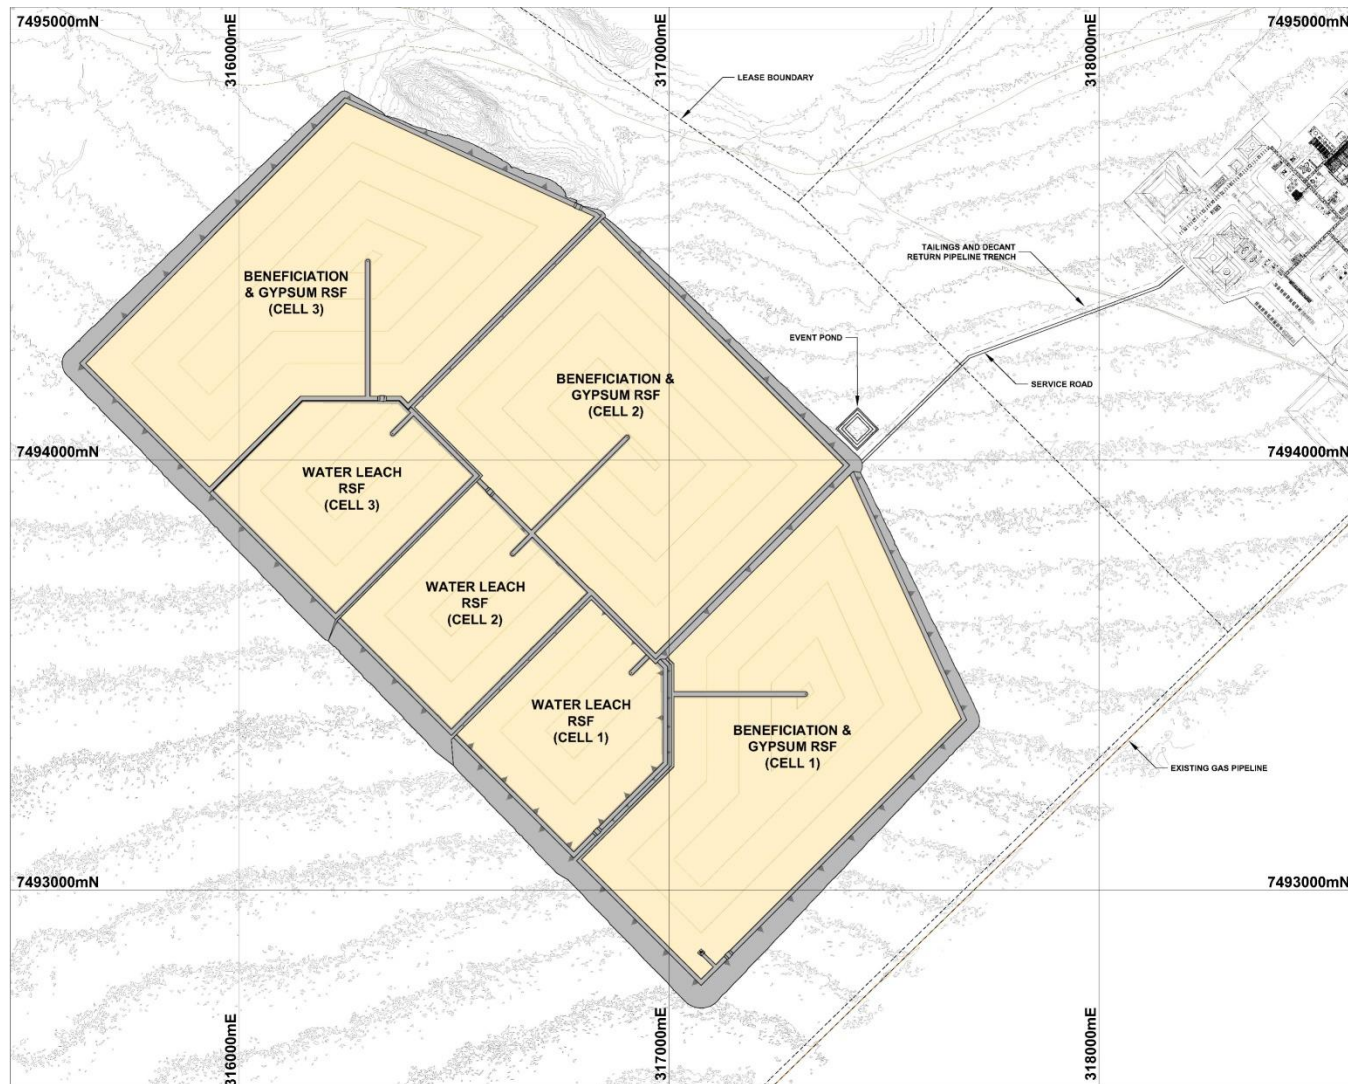 7495000mN
316000mE
317000mE
318000mE
7495000mN
LEASE BOUNDARY
TAILINGS AND DECANT
RETURN PIPELINE TRENCH
BENEFICIATION
& GYPSUM RSF
(CELL 3)
EVENT POND
SERVICE ROAD
BENEFICIATION &
GYPSUM RSF
(CELL 2)
7494000mN
7494000mN
WATER LEACH
RSF
(CELL 3)
WATER LEACH
RSF
(CELL 2)
WATER LEACH
RSF
(CELL 1)
BENEFICIATION &
GYPSUM RSF
(CELL 1)
EXISTING GAS PIPELINE
7493000mN
7493000mN
316000mE
317000mE
318000mE